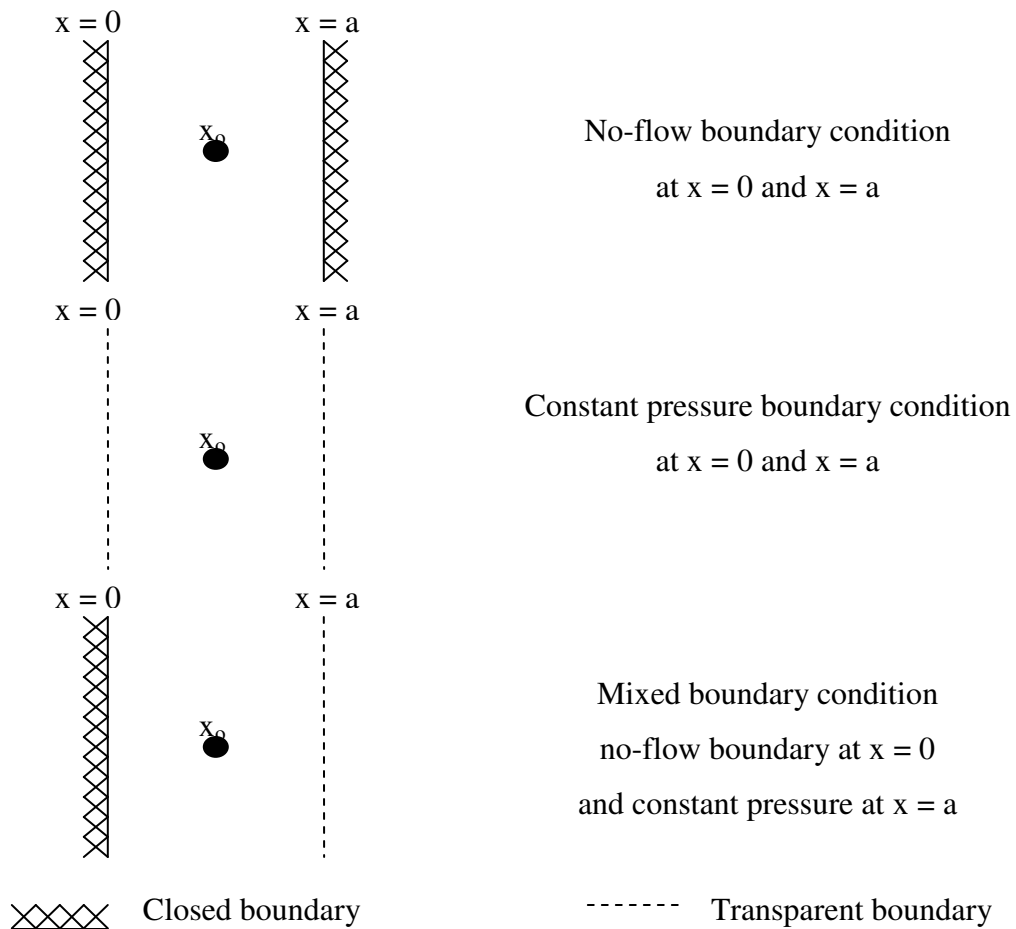 x = 0
x = a
xₒ
No-flow boundary condition
at x = 0 and x = a
x = 0
x = a
xₒ
Constant pressure boundary condition
at x = 0 and x = a
x = 0
x = a
xₒ
Mixed boundary condition
no-flow boundary at x = 0
and constant pressure at x = a
Closed boundary
Transparent boundary